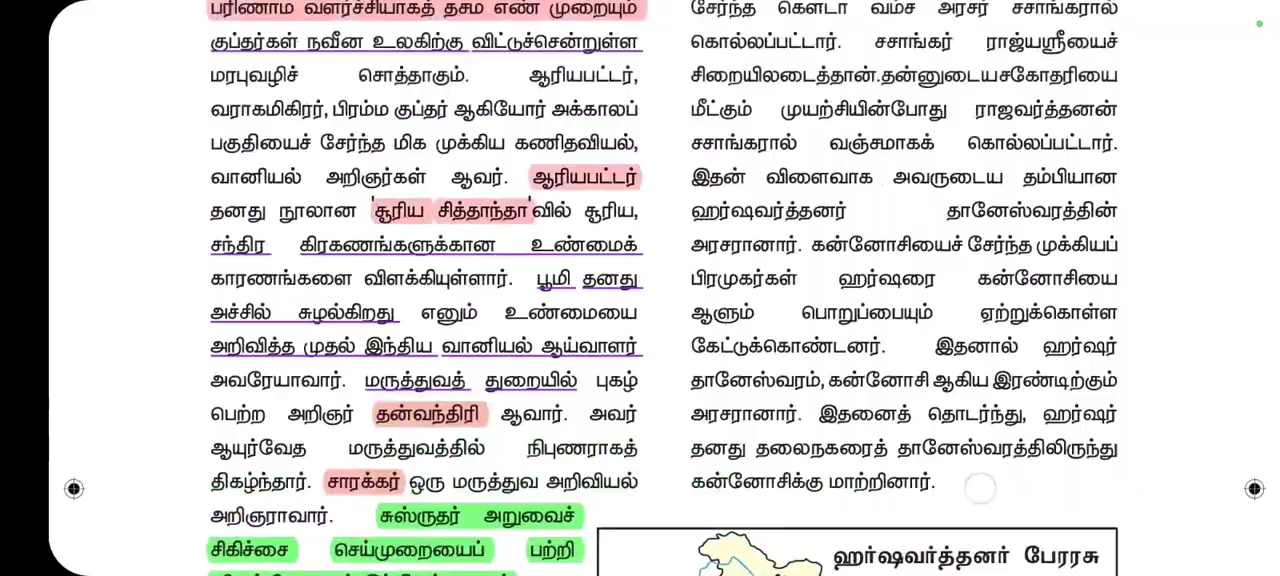 பரிணாம வளர்ச்சியாகத் தசம எண் முறையும்
குப்தர்கள் நவீன உலகிற்கு விட்டுச்சென்றுள்ள
மரபுவழிச் சொத்தாகும். ஆரியபட்டர்,
வராகமிகிரர், பிரம்ம குப்தர் ஆகியோர் அக்காலப்
பகுதியைச் சேர்ந்த மிக முக்கிய கணிதவியல்,
வானியல் அறிஞர்கள் ஆவர். ஆரியபட்டர்
தனது நூலான 'சூரிய சித்தாந்தா'வில் சூரிய,
சந்திர கிரகணங்களுக்கான உண்மைக்
காரணங்களை விளக்கியுள்ளார். பூமி தனது
அச்சில் சுழல்கிறது எனும் உண்மையை
அறிவித்த முதல் இந்திய வானியல் ஆய்வாளர்
அவரேயாவார். மருத்துவத் துறையில் புகழ்
பெற்ற அறிஞர் தன்வந்திரி ஆவார். அவர்
ஆயுர்வேத மருத்துவத்தில் நிபுணராகத்
திகழ்ந்தார். சாரக்கர் ஒரு மருத்துவ அறிவியல்
அறிஞராவார். சுஸ்ருதர் அறுவைச்
சிகிச்சை செய்முறையைப் பற்றி
சேர்ந்த கௌடா வம்ச அரசர் சசாங்கரால்
கொல்லப்பட்டார். சசாங்கர் ராஜ்யஸ்ரீயைச்
சிறையிலடைத்தான்.தன்னுடைய சகோதரியை
மீட்கும் முயற்சியின்போது ராஜவர்த்தனன்
சசாங்கரால் வஞ்சமாகக் கொல்லப்பட்டார்.
இதன் விளைவாக அவருடைய தம்பியான
ஹர்ஷவர்த்தனர் தானேஸ்வரத்தின்
அரசரானார். கன்னோசியைச் சேர்ந்த முக்கியப்
பிரமுகர்கள் ஹர்ஷரை கன்னோசியை
ஆளும் பொறுப்பையும் ஏற்றுக்கொள்ள
கேட்டுக்கொண்டனர். இதனால் ஹர்ஷர்
தானேஸ்வரம், கன்னோசி ஆகிய இரண்டிற்கும்
அரசரானார். இதனைத் தொடர்ந்து, ஹர்ஷர்
தனது தலைநகரைத் தானேஸ்வரத்திலிருந்து
கன்னோசிக்கு மாற்றினார்.
ஹர்ஷவர்த்தனர் பேரரசு